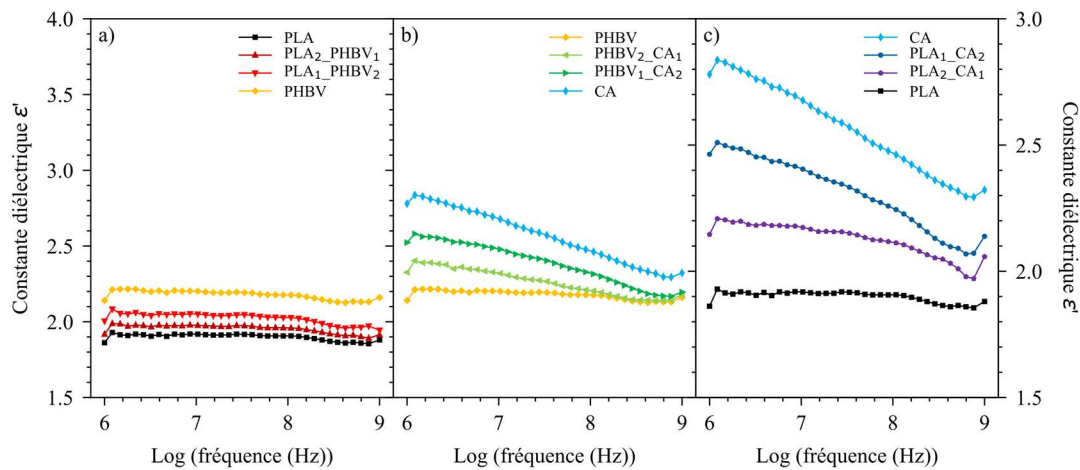 Constante diélectrique ε'
4.0
3.5
3.0
2.5
2.0
1.5
a)
PLA
PLA₂_PHBV₁
PLA₁_PHBV₂
PHBV
6 7 8 9
Log (fréquence (Hz))
b)
PHBV
PHBV₂_CA₁
PHBV₁_CA₂
CA
6 7 8 9
Log (fréquence (Hz))
c)
CA
PLA₁_CA₂
PLA₂_CA₁
PLA
6 7 8 9
Log (fréquence (Hz))
3.0
2.5
2.0
1.5
Constante diélectrique ε'